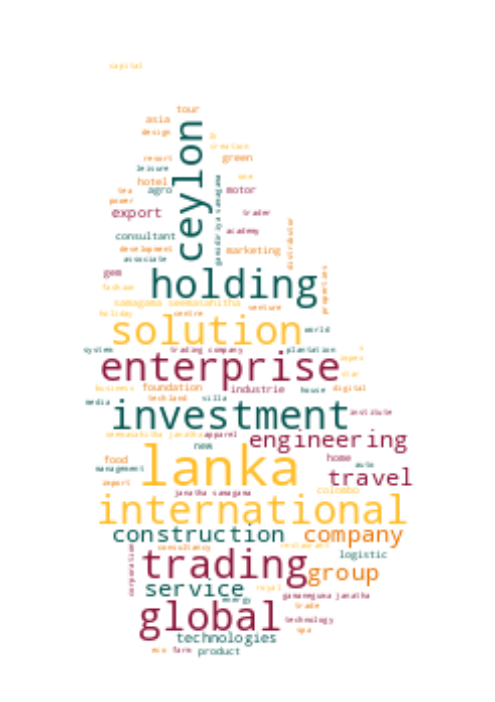 capital
tour
asia
design
ceylon
creation
resort
green
leisure
hotel
one
tea
agro
motor
power
export
trader
consultant
academy
development
marketing
distributor
associate
gem
holding
properties
fashion
samagama seemasahitha
venture
holiday
centre
solution
world
system
trading company
plantation
enterprise
impex
star
business
foundation
industrie
house
digital
media
techland
villa
investment
institute
seemasahitha janatha
apparel
engineering
new
lanka
food
home
auto
management
travel
import
janatha samagama
colombo
international
construction
company
consultancy
restaurant
corporation
trading
logistic
group
service
royal
energy
gamameguwa janatha
trade
global
technology
technologies
spa
eco
farm
product